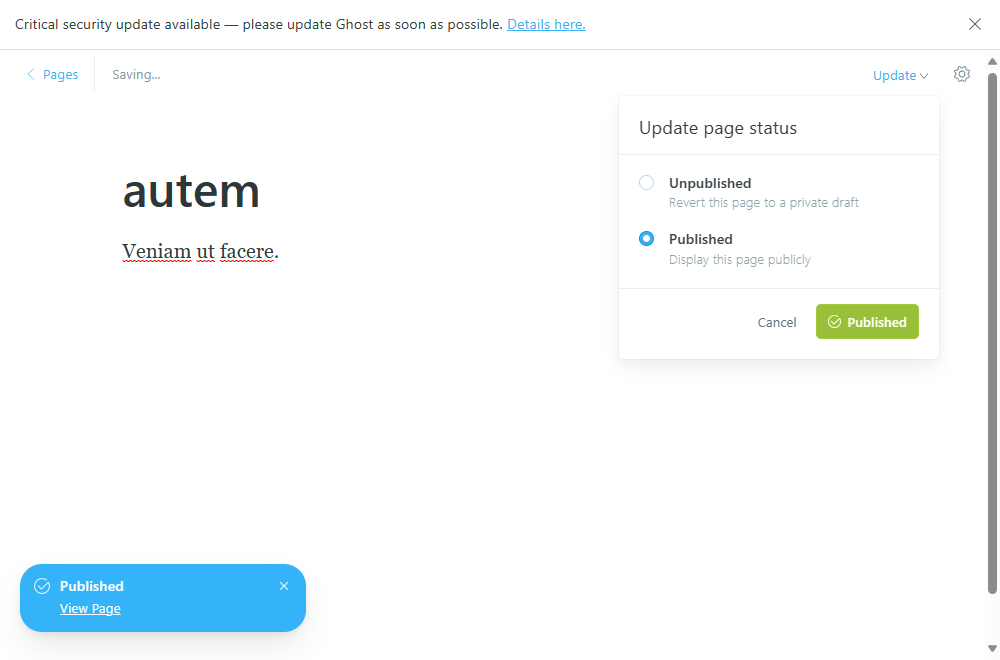 Critical security update available — please update Ghost as soon as possible. Details here.
Pages
Saving...
Update
Update page status
Unpublished
Revert this page to a private draft
Published
Display this page publicly
Cancel
Published
autem
Veniam ut facere.
Published
View Page